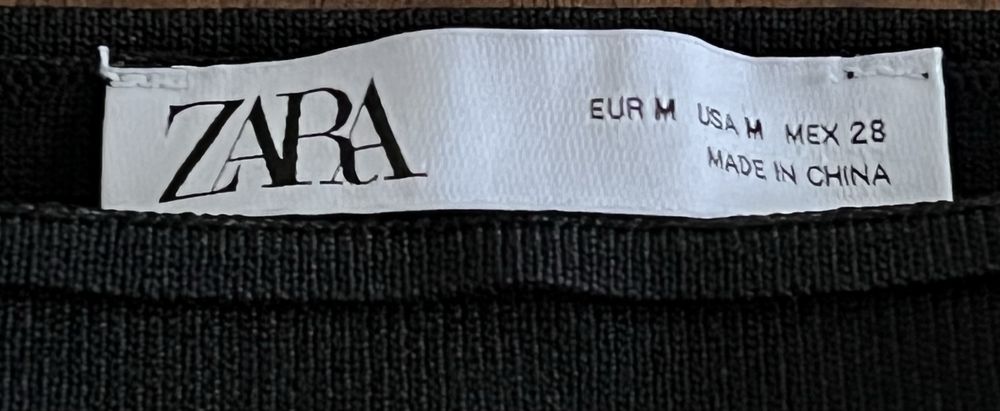 ZARA
EUR M USA M MEX 28
MADE IN CHINA